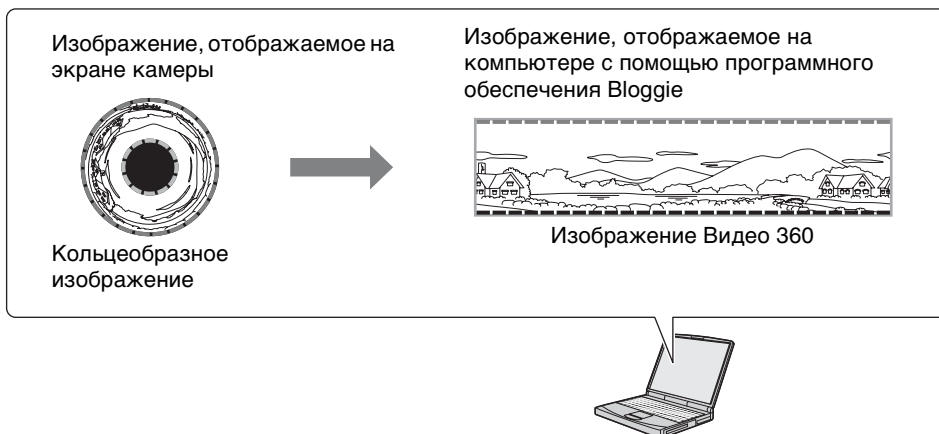 Изображение, отображаемое на
экране камеры
Кольцеобразное
изображение
Изображение, отображаемое на
компьютере с помощью программного
обеспечения Bloggie
Изображение Видео 360